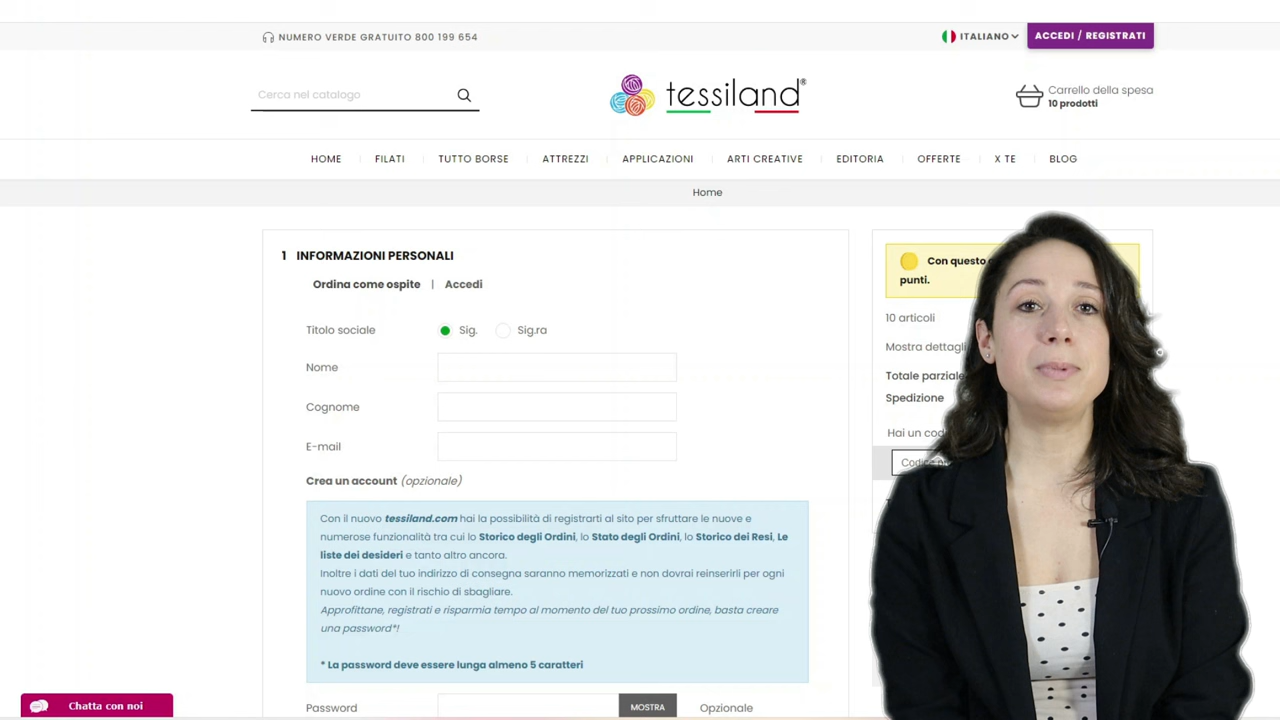 NUMERO VERDE GRATUITO 800 199 654
ITALIANO
ACCEDI / REGISTRATI
Cerca nel catalogo
tessiland®
Carrello della spesa
10 prodotti
HOME
FILATI
TUTTO BORSE
ATTREZZI
APPLICAZIONI
ARTI CREATIVE
EDITORIA
OFFERTE
X TE
BLOG
Home
1 INFORMAZIONI PERSONALI
Ordina come ospite | Accedi
Titolo sociale
Sig.
Sig.ra
Nome
Cognome
E-mail
Crea un account (opzionale)
Con il nuovo tessiland.com hai la possibilità di registrarti al sito per sfruttare le nuove e
numerose funzionalità tra cui lo Storico degli Ordini, lo Stato degli Ordini, lo Storico dei Resi, Le
liste dei desideri e tanto altro ancora.
Inoltre i dati del tuo indirizzo di consegna saranno memorizzati e non dovrai reinserirli per ogni
nuovo ordine con il rischio di sbagliare.
Approfittane, registrati e risparmia tempo al momento del tuo prossimo ordine, basta creare
una password*!
* La password deve essere lunga almeno 5 caratteri
Password
MOSTRA
Opzionale
Con questo
punti.
10 articoli
Mostra
Totale parziale
Spedizione
Hai un
Chatta con noi